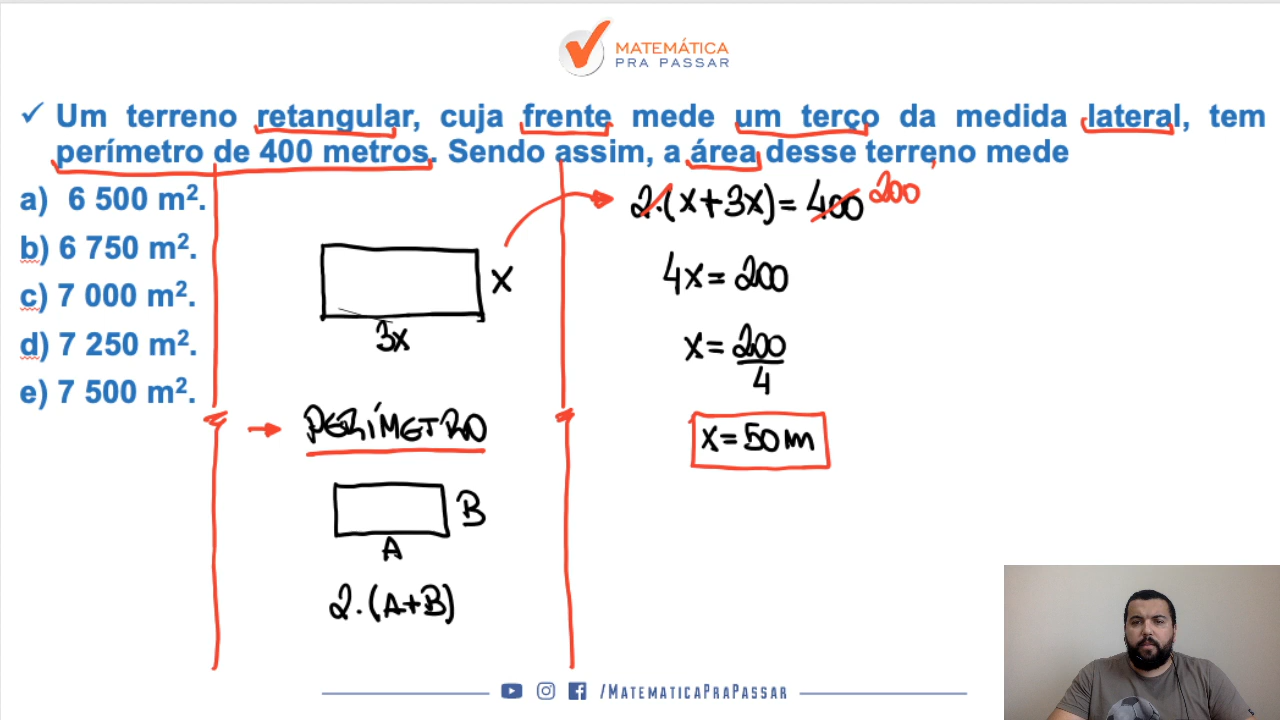 MATEMÁTICA
PRA PASSAR
✓ Um terreno retangular, cuja frente mede um terço da medida lateral, tem
perímetro de 400 metros. Sendo assim, a área desse terreno mede
a) 6 500 m².
b) 6 750 m².
c) 7 000 m².
d) 7 250 m².
e) 7 500 m².
x
3x
PERÍMETRO
B
A
2.(A+B)
2.(x+3x)=400 200
4x=200
x=200/4
x=50m
/MATEMATICAPRAPASSAR